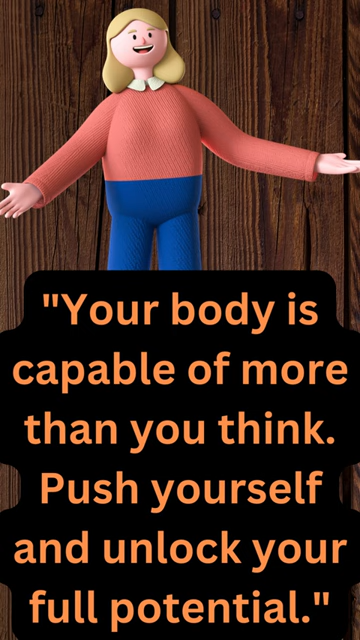 "Your body is
capable of more
than you think.
Push yourself
and unlock your
full potential."